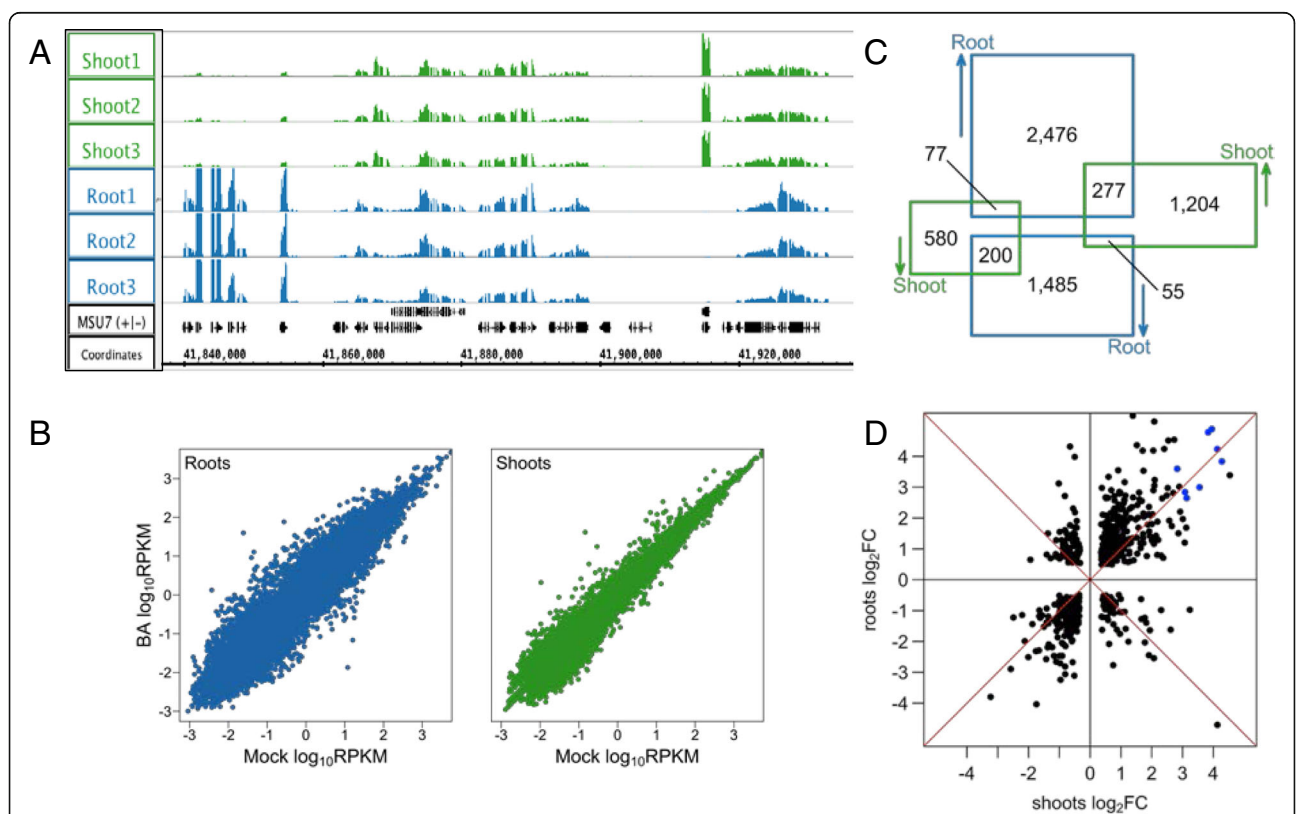 A
Shoot1
Shoot2
Shoot3
Root1
Root2
Root3
MSU7 (+|-)
Coordinates
41,840,000 41,860,000 41,880,000 41,900,000 41,920,000
C
Root
2,476
77
Shoot
277
1,204
580
200
Shoot
1,485
55
Root
B
Roots
BA log10RPKM
3
2
1
0
-1
-2
-3
-3 -2 -1 0 1 2 3
Mock log10RPKM
Shoots
-3 -2 -1 0 1 2 3
Mock log10RPKM
D
roots log2FC
4
3
2
1
0
-1
-2
-3
-4
-4 -2 0 1 2 3 4
shoots log2FC